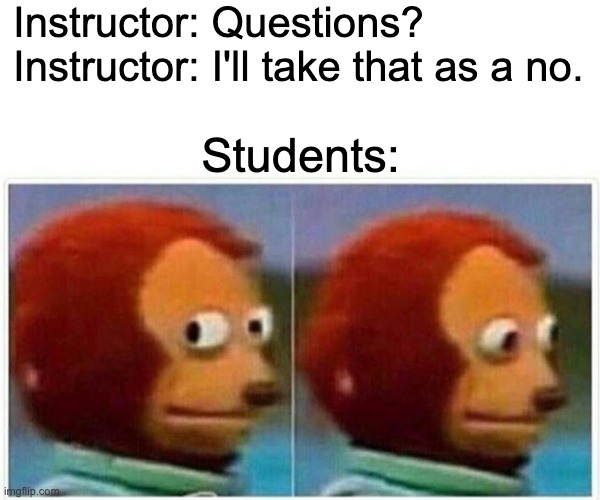 Instructor: Questions?
Instructor: I'll take that as a no.
Students:
imgflip.com